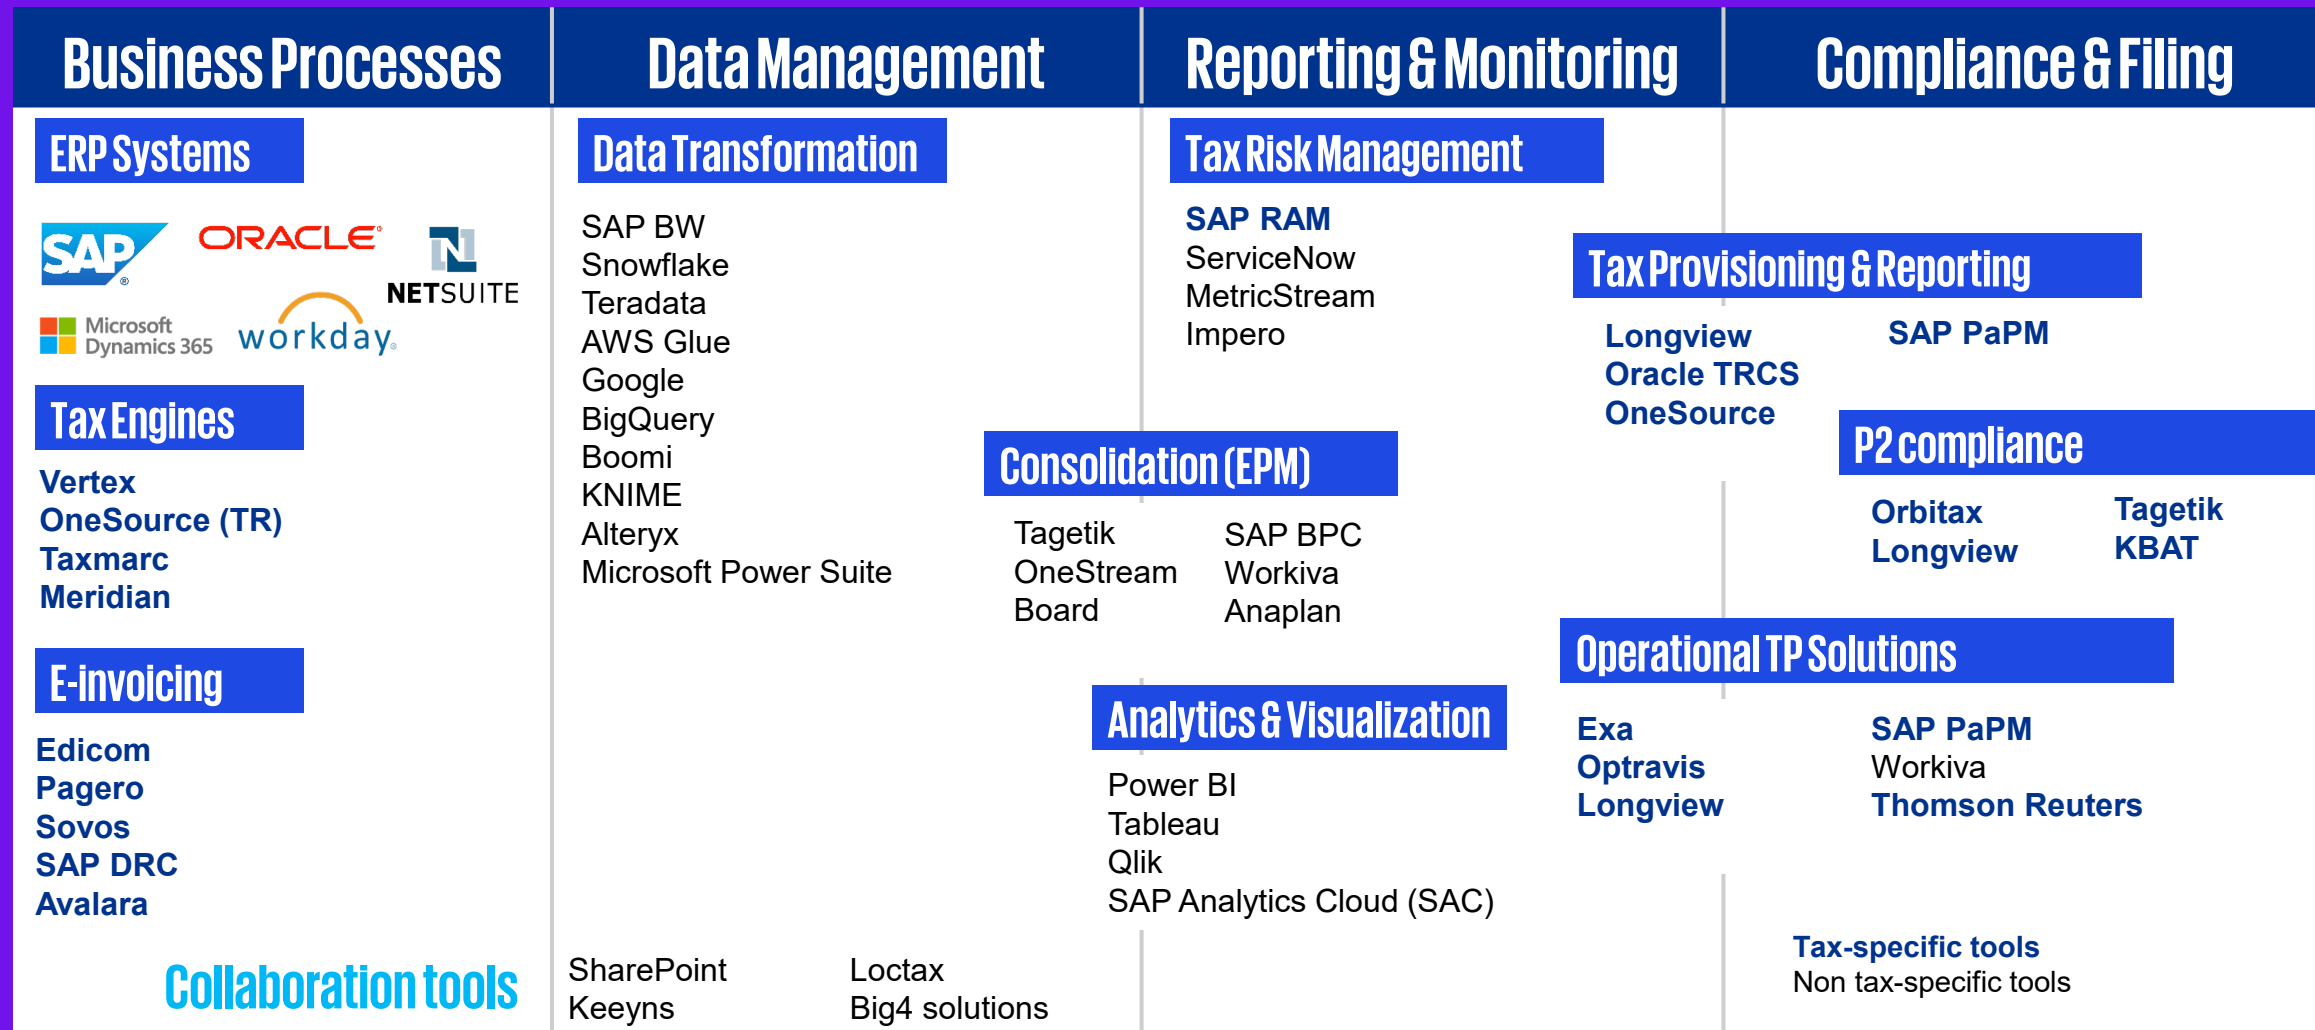 Business Processes
Data Management
Reporting & Monitoring
Compliance & Filing
ERP Systems
SAP
®
ORACLE®
N
NETSUITE
Microsoft
Dynamics 365
workday®
Tax Engines
Vertex
OneSource (TR)
Taxmarc
Meridian
E-invoicing
Edicom
Pagero
Sovos
SAP DRC
Avalara
Data Transformation
SAP BW
Snowflake
Teradata
AWS Glue
Google
BigQuery
Boomi
KNIME
Alteryx
Microsoft Power Suite
Tax Risk Management
SAP RAM
ServiceNow
MetricStream
Impero
Consolidation (EPM)
Tagetik
OneStream
Board
SAP BPC
Workiva
Anaplan
Analytics & Visualization
Power BI
Tableau
Qlik
SAP Analytics Cloud (SAC)
Tax Provisioning & Reporting
Longview
Oracle TRCS
OneSource
SAP PaPM
P2 compliance
Orbitax
Longview
Tagetik
KBAT
Operational TP Solutions
Exa
Optravis
Longview
SAP PaPM
Workiva
Thomson Reuters
Collaboration tools
SharePoint
Keeyns
Loctax
Big4 solutions
Tax-specific tools
Non tax-specific tools